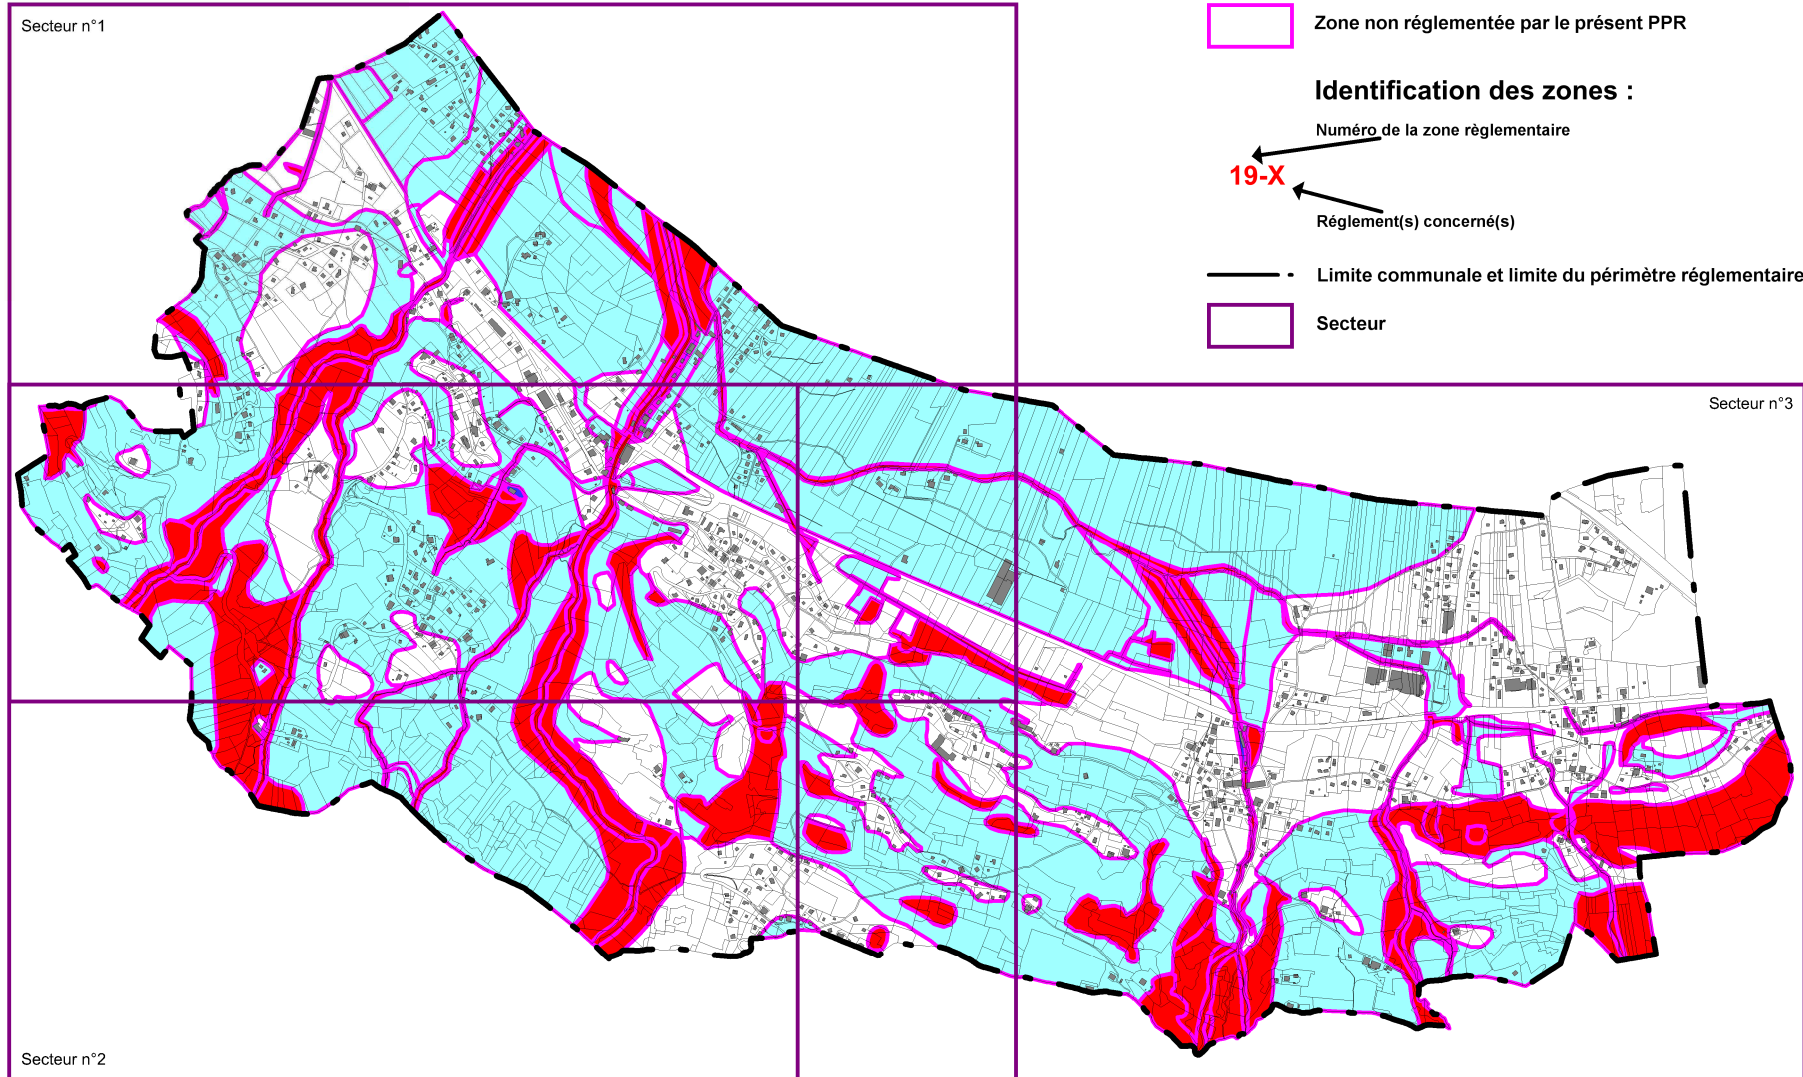 Secteur n°1
Zone non réglementée par le présent PPR
Identification des zones :
Numéro de la zone règlementaire
19-X
Réglement(s) concerné(s)
Limite communale et limite du périmètre réglementaire
Secteur
Secteur n°3
Secteur n°2